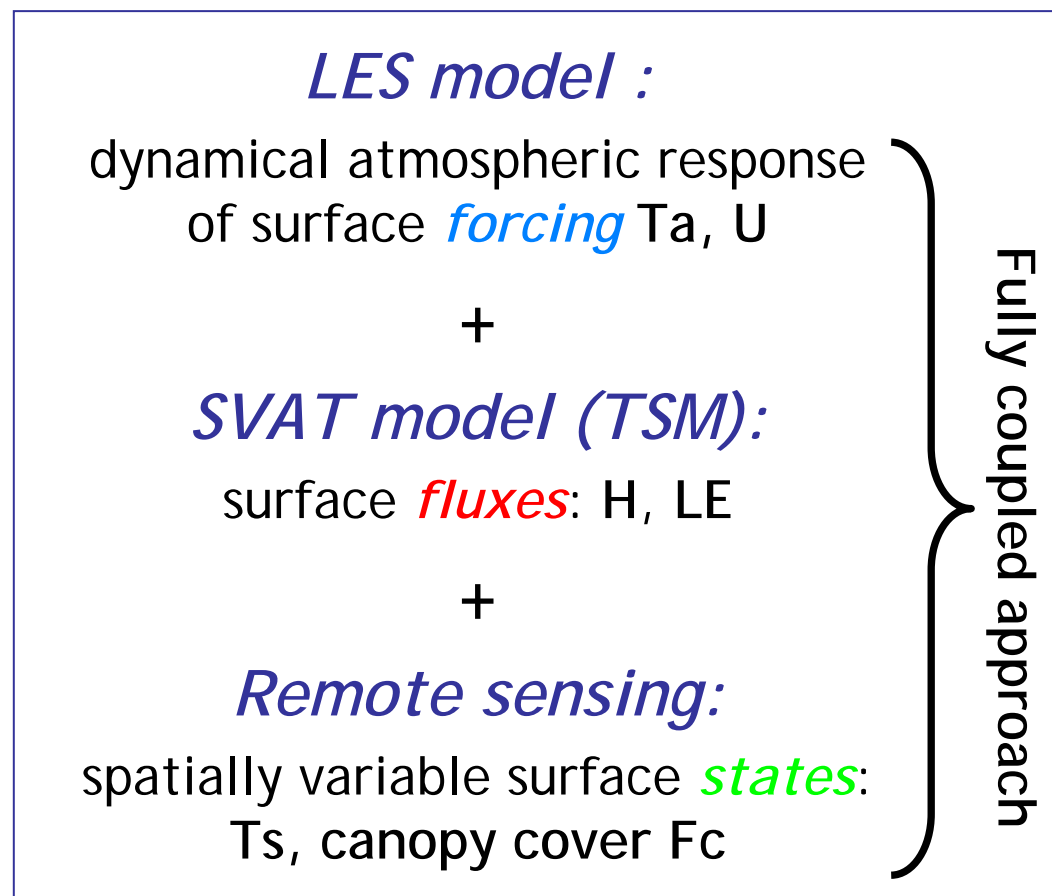 LES model :
dynamical atmospheric response
of surface forcing Ta, U
+
SVAT model (TSM):
surface fluxes: H, LE
+
Remote sensing:
spatially variable surface states:
Ts, canopy cover Fc
Fully coupled approach